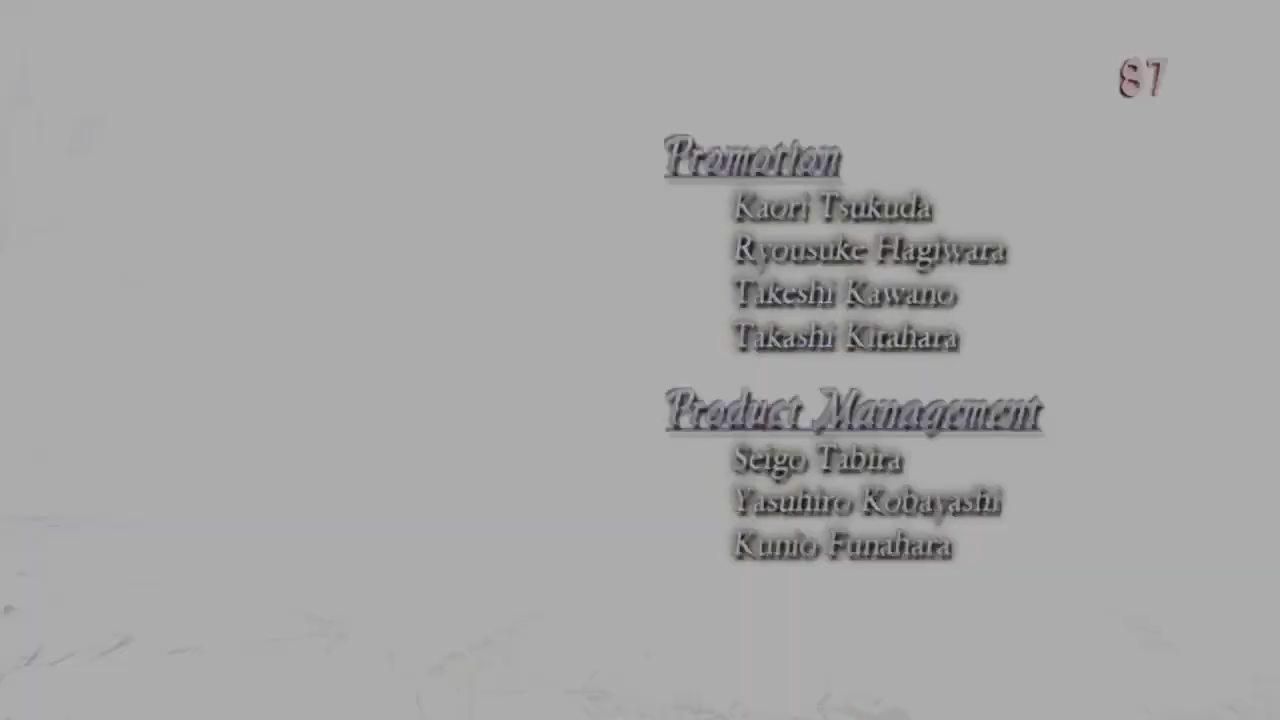 87
Promotion
Kaori Tsukuda
Ryousuke Hagiwara
Takeshi Kawano
Takashi Kitahara
Product Management
Seigo Tabira
Yasuhiro Kobayashi
Kunio Funahara